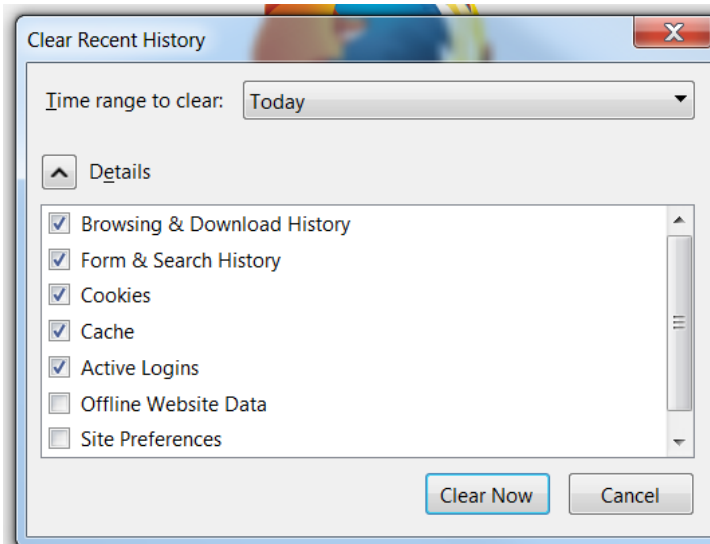 Clear Recent History
Time range to clear: Today
Details
Browsing & Download History
Form & Search History
Cookies
Cache
Active Logins
Offline Website Data
Site Preferences
Clear Now Cancel